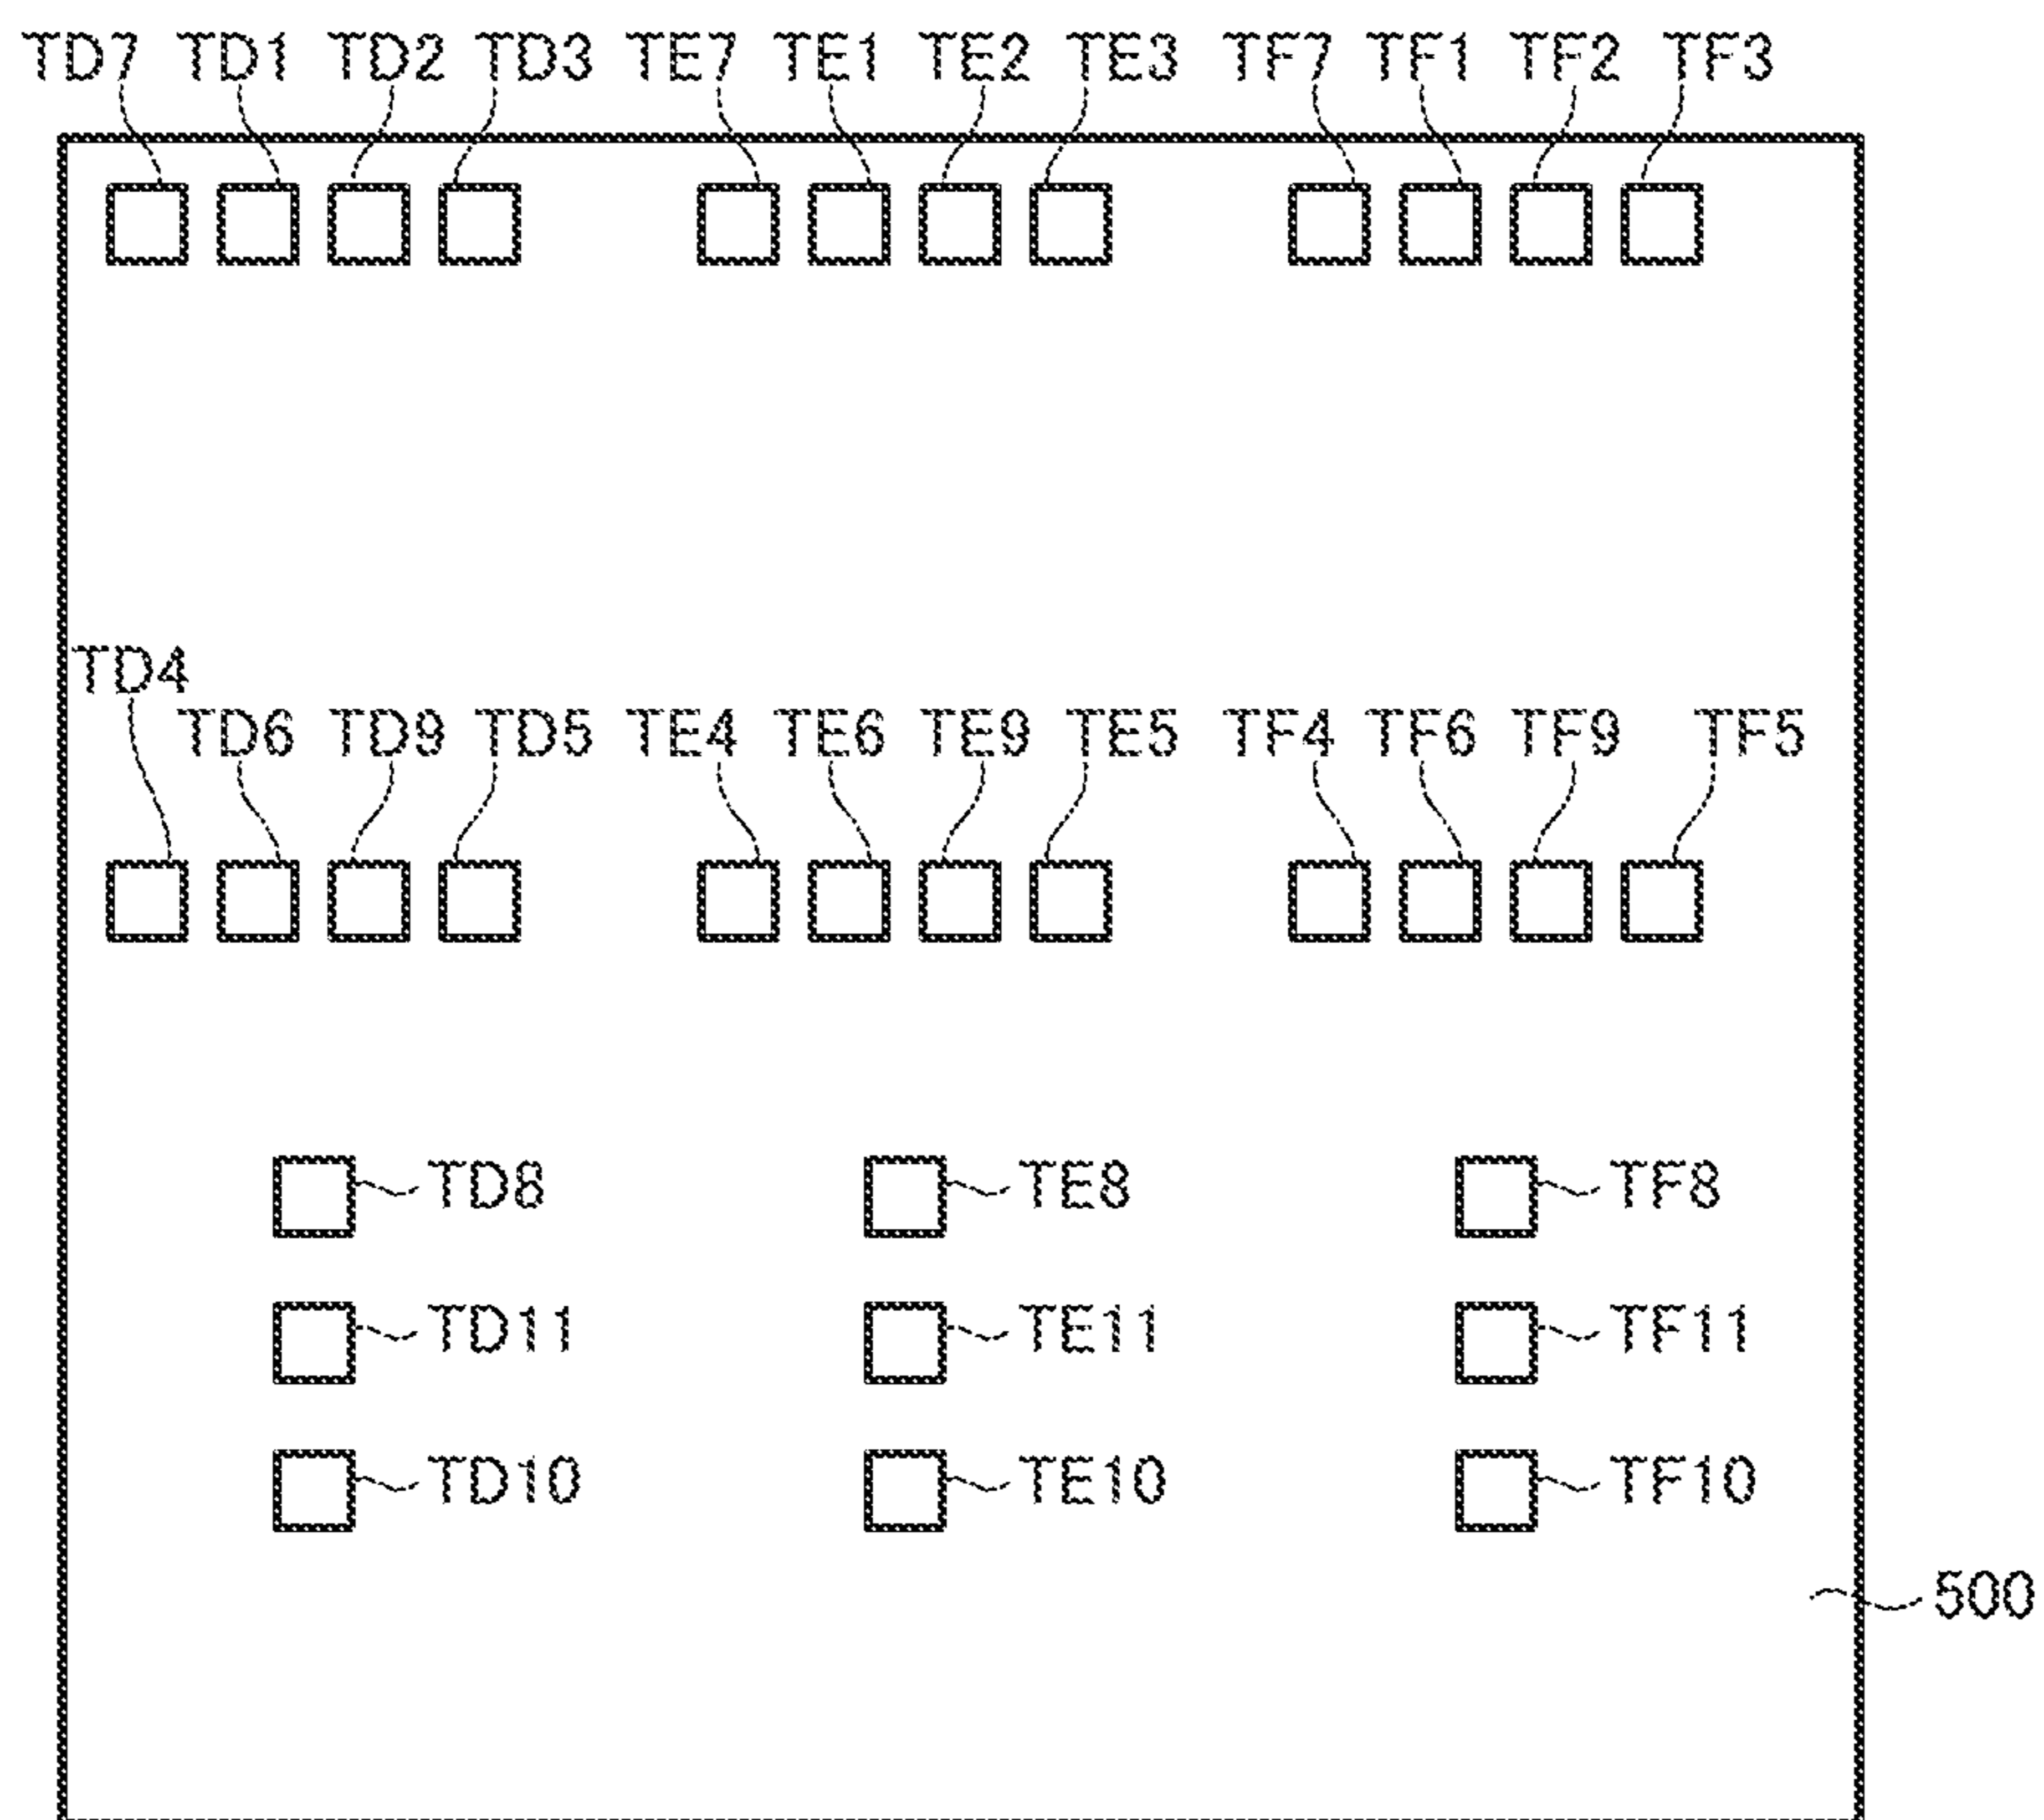 TD7 TD1 TD2 TD3 TE7 TE1 TE2 TE3 TF7 TF1 TF2 TF3
TD4
TD6 TD9 TD5 TE4 TE6 TE9 TE5 TF4 TF6 TF9 TF5
TD8 TE8 TF8
TD11 TE11 TF11
TD10 TE10 TF10
500